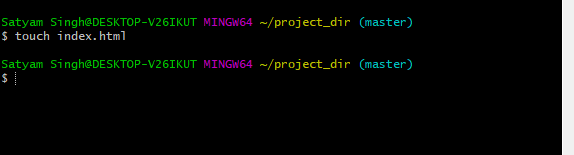 Satyam Singh@DESKTOP-V26IKUT MINGW64 ~/project_dir (master)
$ touch index.html
Satyam Singh@DESKTOP-V26IKUT MINGW64 ~/project_dir (master)
$